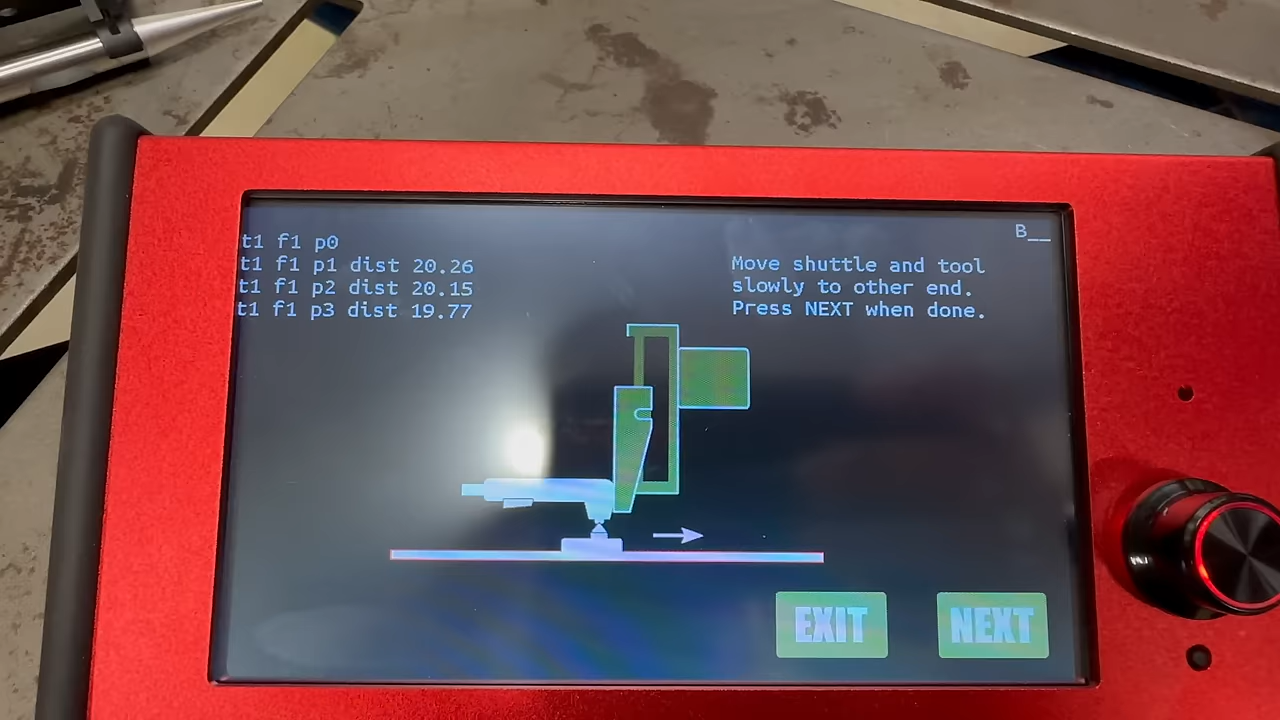 t1 f1 p0
t1 f1 p1 dist 20.26
t1 f1 p2 dist 20.15
t1 f1 p3 dist 19.77
B__
Move shuttle and tool
slowly to other end.
Press NEXT when done.
EXIT
NEXT